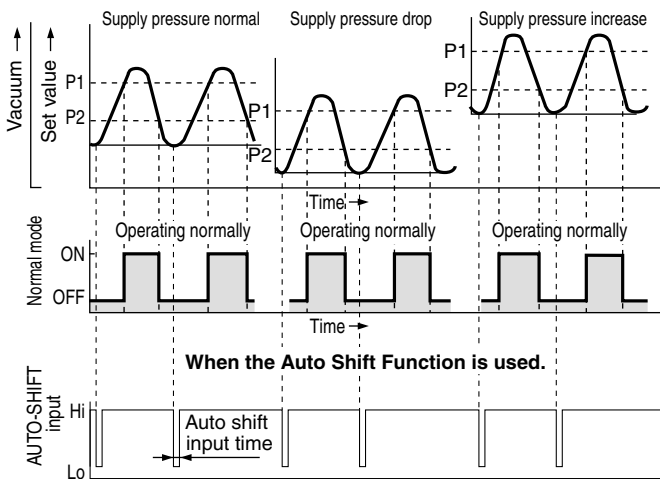 Supply pressure normal
Supply pressure drop
Supply pressure increase
Vacuum
Set value
P1
P2
P1
P2
P1
P2
Time
Normal mode
ON
OFF
Operating normally
Operating normally
Operating normally
Time
When the Auto Shift Function is used.
AUTO-SHIFT
input
Hi
Lo
Auto shift
input time